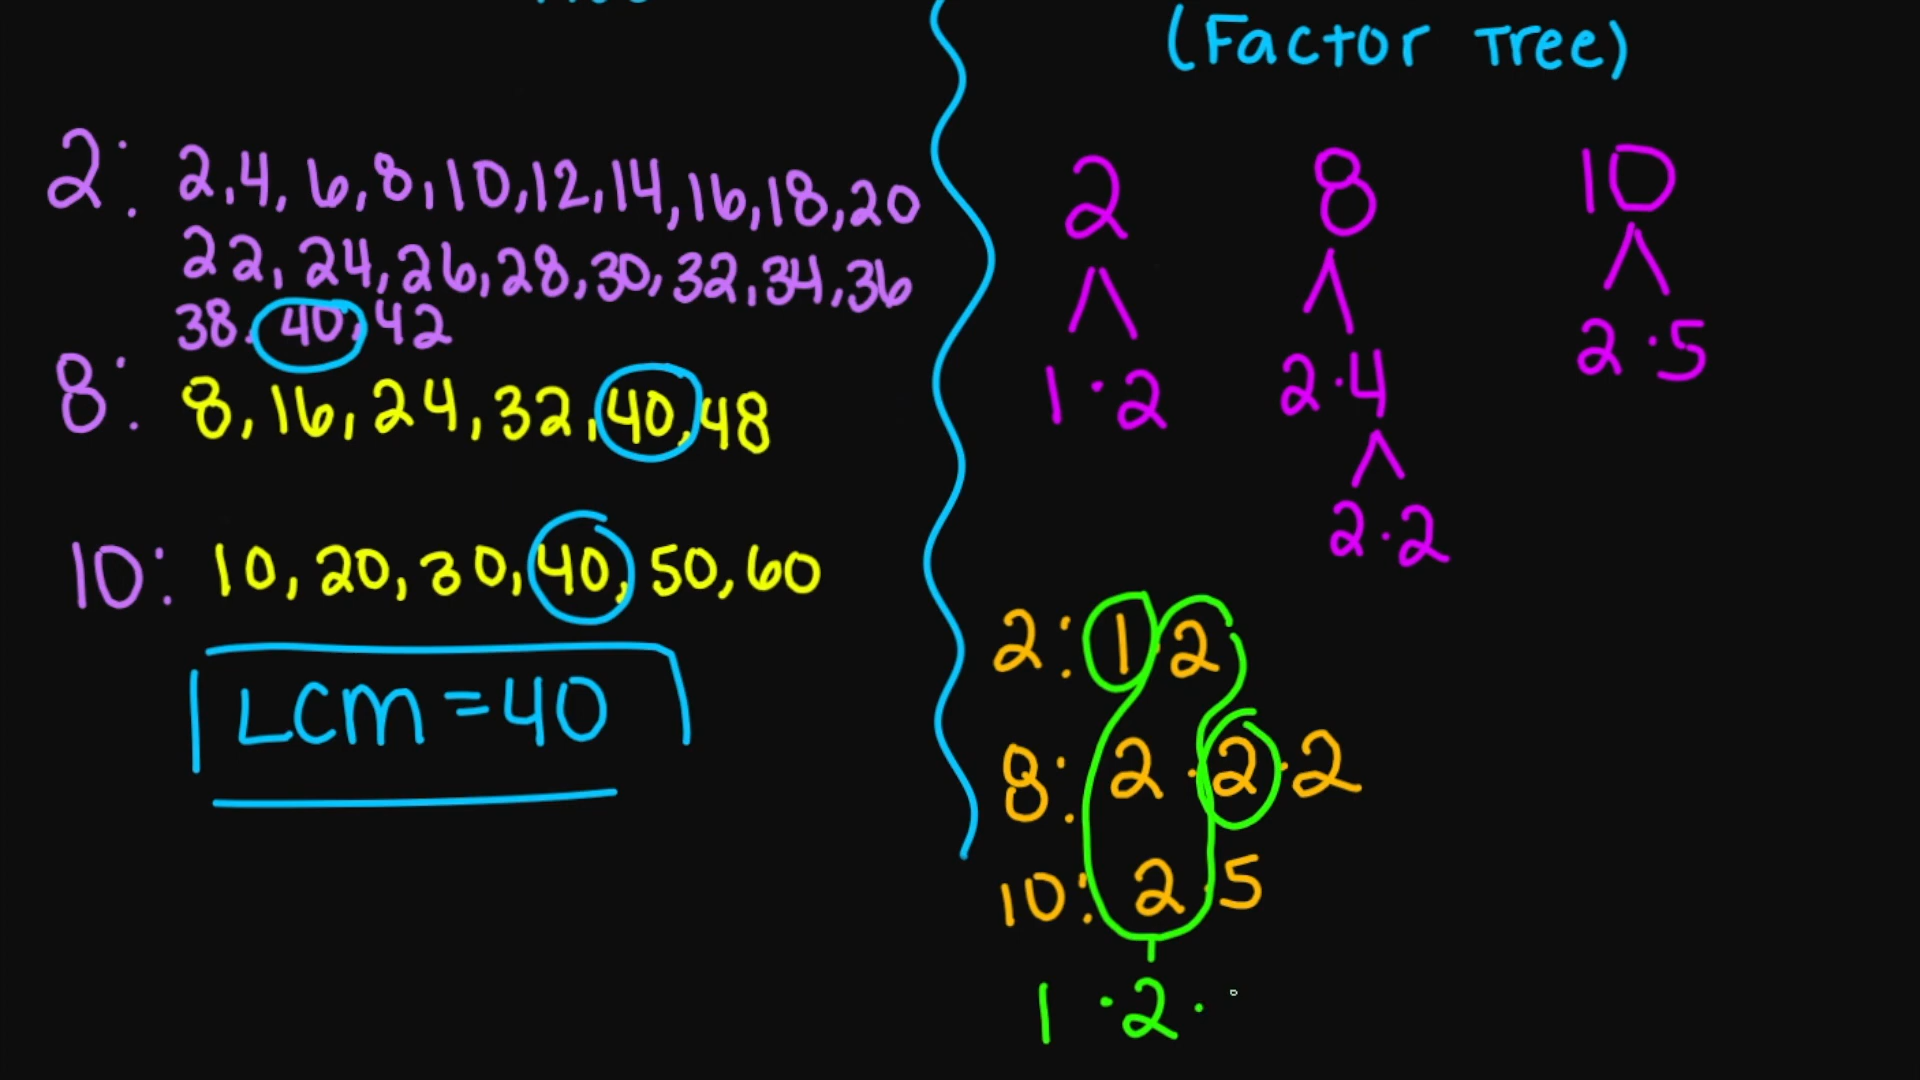 2: 2,4, 6,8,10,12,14,16,18,20
22, 24,26,28,30,32,34,36
38, 40, 42
8: 8,16,24,32,40,48
10: 10,20,30,40,50,60
LCM=40
(Factor Tree)
2 8 10
1·2 2·4 2·5
2·2
2: 1 2
8: 2·2·2
10: 2·5
1·2·